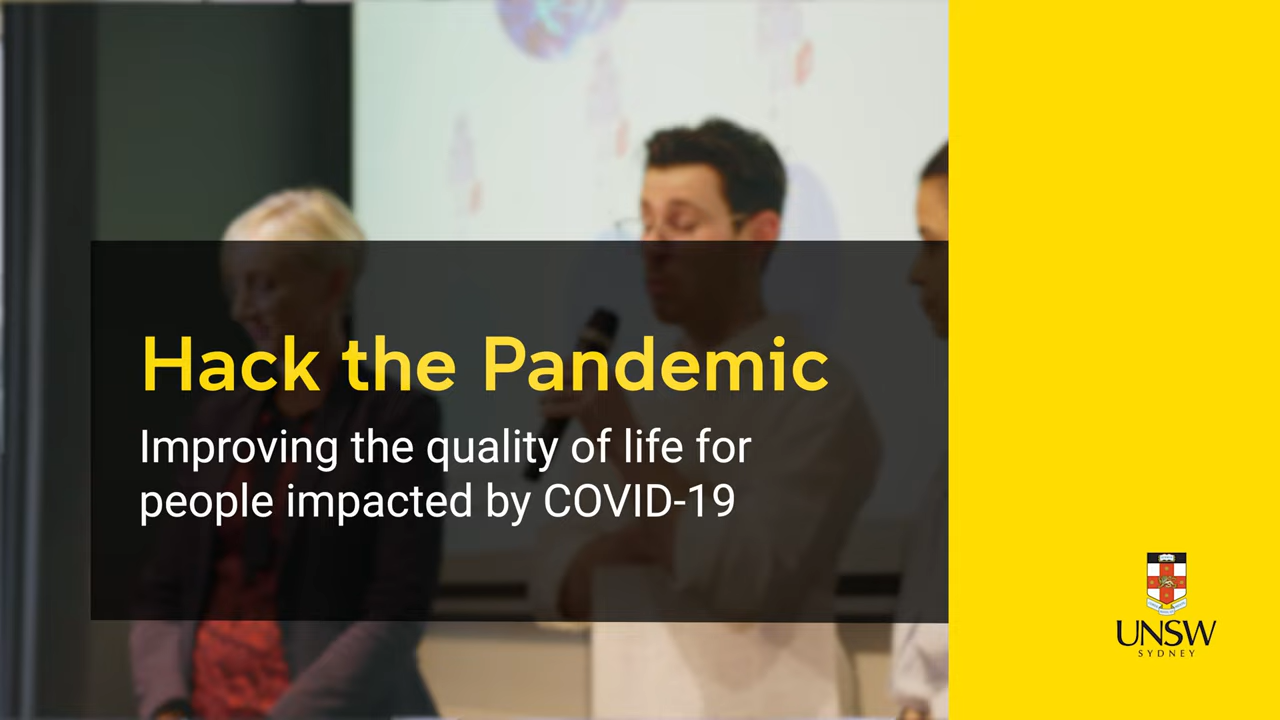 Hack the Pandemic
Improving the quality of life for
people impacted by COVID-19
UNSW
SYDNEY